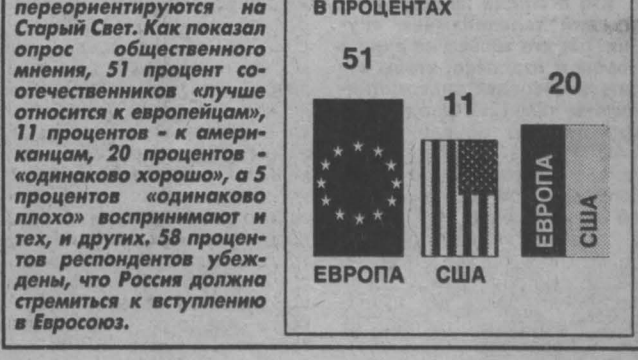 переориентируются на
Старый Свет. Как показал
опрос общественного
мнения, 51 процент со-
отечественников «лучше
относится к европейцам»,
11 процентов - к амери-
канцам, 20 процентов -
«одинаково хорошо», а 5
процентов «одинаково
плохо» воспринимают и
тех, и других. 58 процен-
тов респондентов убеж-
дены, что Россия должна
стремиться к вступлению
в Евросоюз.
В ПРОЦЕНТАХ
51
11
20
ЕВРОПА
США
ЕВРОПА
США